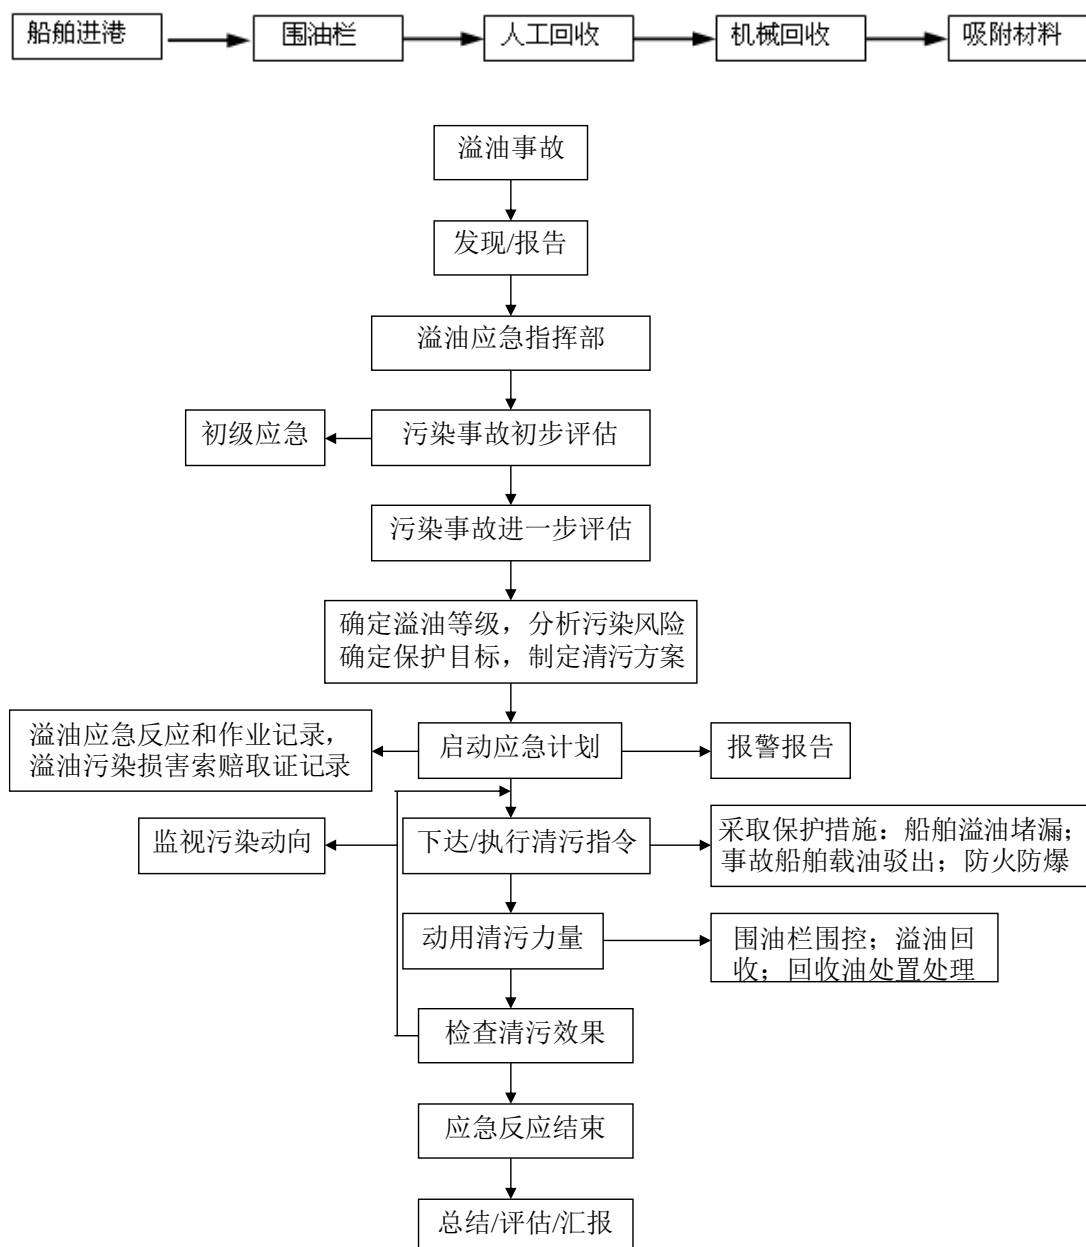 船舶进港
围油栏
人工回收
机械回收
吸附材料
溢油事故
发现/报告
溢油应急指挥部
初级应急
污染事故初步评估
污染事故进一步评估
确定溢油等级，分析污染风险
确定保护目标，制定清污方案
溢油应急反应和作业记录，
溢油污染损害索赔取证记录
启动应急计划
报警报告
监视污染动向
下达/执行清污指令
采取保护措施：船舶溢油堵漏；
事故船舶载油驳出；防火防爆
动用清污力量
围油栏围控；溢油回
收；回收油处置处理
检查清污效果
应急反应结束
总结/评估/汇报